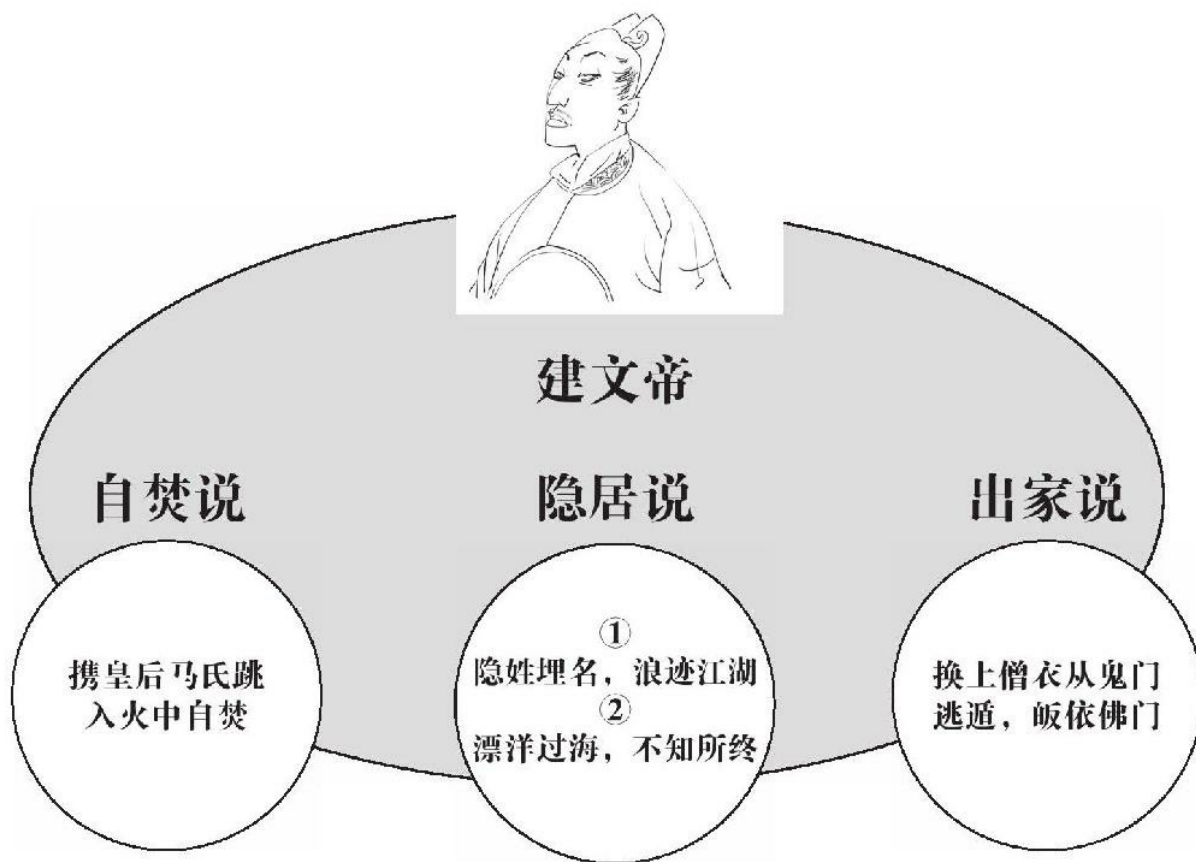 建文帝
自焚说
隐居说
出家说
携皇后马氏跳
入火中自焚
①
隐姓埋名，浪迹江湖
②
漂洋过海，不知所终
换上僧衣从鬼门
逃遁，皈依佛门